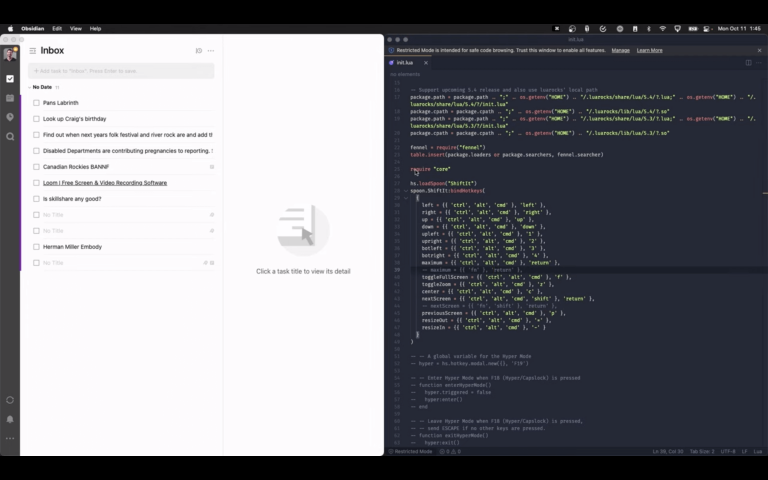 Obsidian Edit View Help
Mon Oct 11 1:45
Inbox
+ Add task to "Inbox". Press Enter to save.
No Date 11
Pans Labrinth
Look up Craig's birthday
Find out when next years folk festival and river rock are and add th
Disabled Departments are contributing pregnancies to reporting.
Canadian Rockies BANNF
Loom | Free Screen & Video Recording Software
Is skillshare any good?
No Title
No Title
Herman Miller Embody
No Title
Click a task title to view its detail
init.lua
Restricted Mode is intended for safe code browsing. Trust this window to enable all features. Manage Learn More
init.lua
no elements
-- Support upcoming 5.4 release and also use luarocks' local path
package.path = package.path .. ";" .. os.getenv("HOME") .. "/.luarocks/share/lua/5.4/?.lua;" .. os.getenv("HOME") .. "/.
luarocks/share/lua/5.4/?/init.lua"
package.cpath = package.cpath .. ";" .. os.getenv("HOME") .. "/.luarocks/lib/lua/5.4/?.so"
package.path = package.path .. ";" .. os.getenv("HOME") .. "/.luarocks/share/lua/5.3/?.lua;" .. os.getenv("HOME") .. "/.
luarocks/share/lua/5.3/?/init.lua"
package.cpath = package.cpath .. ";" .. os.getenv("HOME") .. "/.luarocks/lib/lua/5.3/?.so"
fennel = require("fennel")
table.insert(package.loaders or package.searchers, fennel.searcher)
require "core"
hs.loadSpoon("ShiftIt")
spoon.ShiftIt:bindHotkeys(
{
left = {{ 'ctrl', 'alt', 'cmd' }, 'left' },
right = {{ 'ctrl', 'alt', 'cmd' }, 'right' },
up = {{ 'ctrl', 'alt', 'cmd' }, 'up' },
down = {{ 'ctrl', 'alt', 'cmd' }, 'down' },
upleft = {{ 'ctrl', 'alt', 'cmd' }, '1' },
upright = {{ 'ctrl', 'alt', 'cmd' }, '2' },
botleft = {{ 'ctrl', 'alt', 'cmd' }, '3' },
botright = {{ 'ctrl', 'alt', 'cmd' }, '4' },
maximum = {{ 'ctrl', 'alt', 'cmd' }, 'return' },
-- maximum = {{ 'fn' }, 'return' },
toggleFullScreen = {{ 'ctrl', 'alt', 'cmd' }, 'f' },
toggleZoom = {{ 'ctrl', 'alt', 'cmd' }, 'z' },
center = {{ 'ctrl', 'alt', 'cmd' }, 'c' },
nextScreen = {{ 'ctrl', 'alt', 'cmd', 'shift' }, 'return' },
-- nextScreen = {{ 'fn', 'shift' }, 'return' },
previousScreen = {{ 'ctrl', 'alt', 'cmd' }, 'p' },
resizeOut = {{ 'ctrl', 'alt', 'cmd' }, '+' },
resizeIn = {{ 'ctrl', 'alt', 'cmd' }, '-' }
}
)
-- -- A global variable for the Hyper Mode
-- hyper = hs.hotkey.modal.new({}, 'F19')
-- -- Enter Hyper Mode when F18 (Hyper/Capslock) is pressed
-- function enterHyperMode()
-- hyper.triggered = false
-- hyper:enter()
-- end
-- -- Leave Hyper Mode when F18 (Hyper/Capslock) is pressed,
-- -- send ESCAPE if no other keys are pressed.
-- function exitHyperMode()
-- hyper:exit()
Restricted Mode 0 0 Ln 39, Col 30 Tab Size: 2 UTF-8 LF Lua